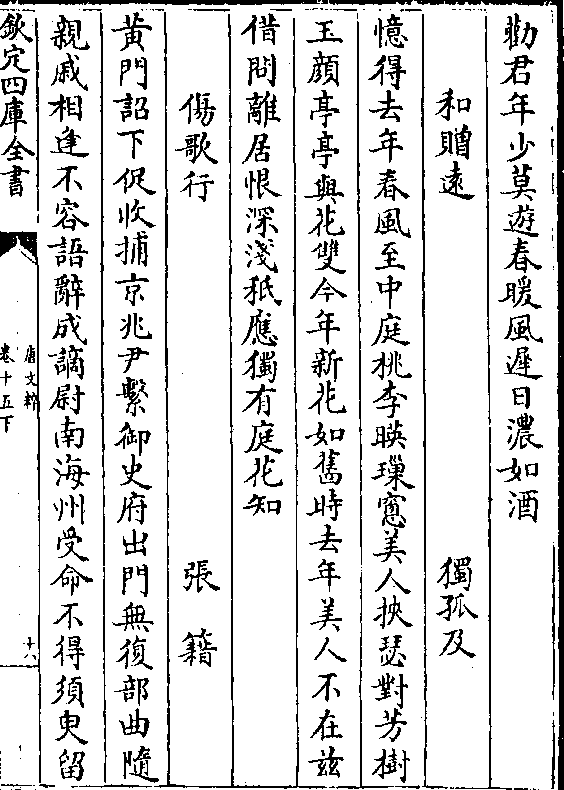 勸君年少莫遊春暖風遲日濃如酒
和贈遠 獨孤及
憶得去年春風至中庭桃李映璅窻美人挾瑟對芳樹
玉顔亭亭與花雙今年新花如舊時去年美人不在兹
借問離居恨深淺秖應獨有庭花知
傷歌行 張籍
黄門詔下促收捕京兆尹繫御史府出門無復部曲隨
親戚相逢不容語辭成謫尉南海州受命不得須臾留
欽定四庫全書
唐文粹
卷十五下
十六